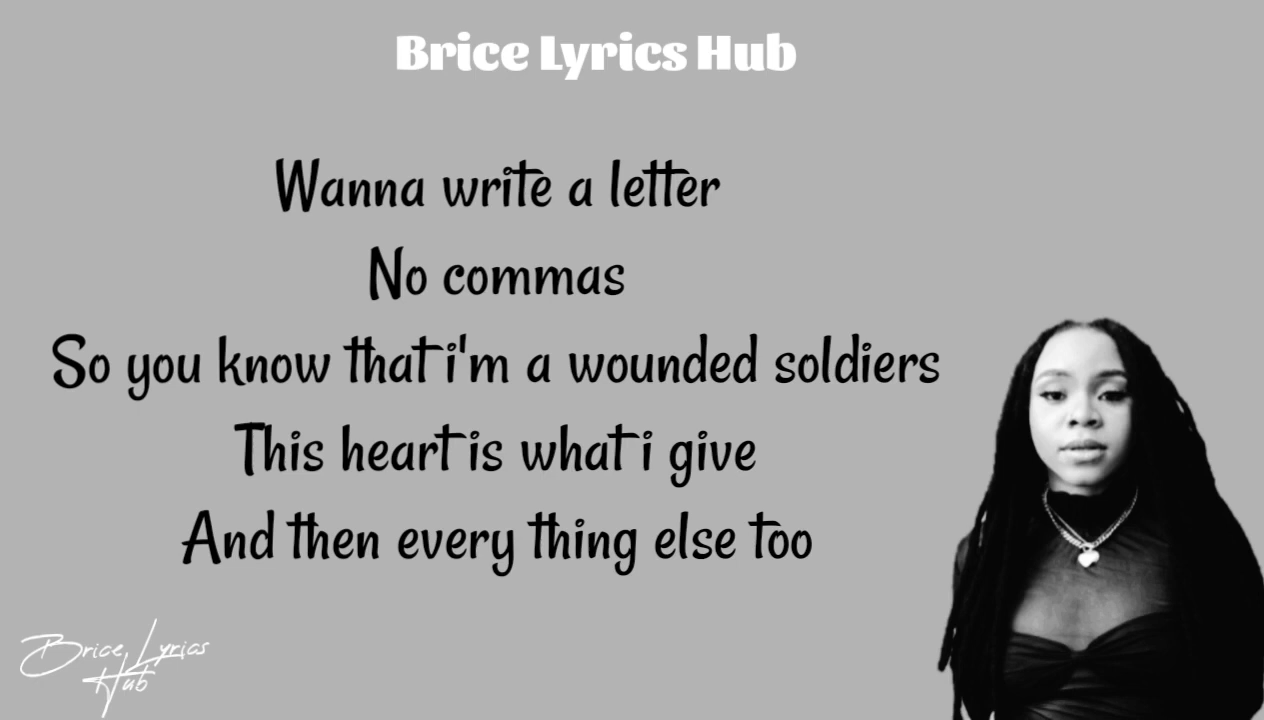 Brice Lyrics Hub
Wanna write a letter
No commas
So you know that i'm a wounded soldiers
This heart is what i give
And then every thing else too
Brice Lyrics
Hub